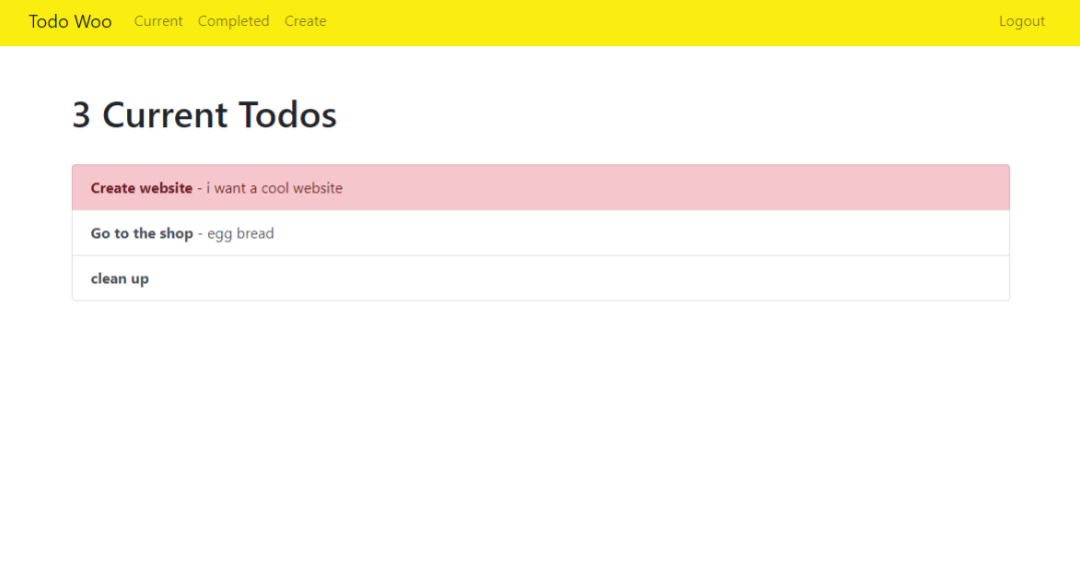 Todo Woo Current Completed Create Logout
3 Current Todos
Create website - i want a cool website
Go to the shop - egg bread
clean up